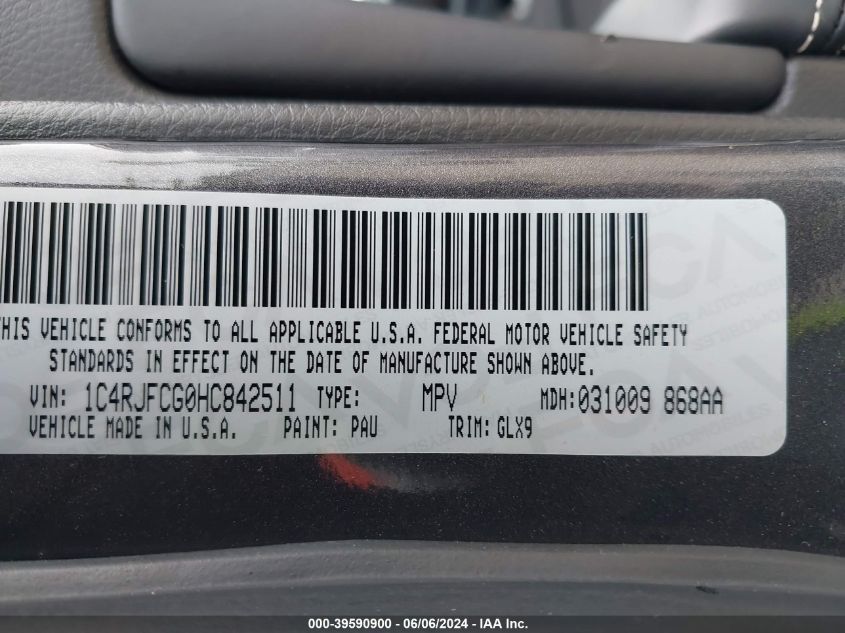 THIS VEHICLE CONFORMS TO ALL APPLICABLE U.S.A. FEDERAL MOTOR VEHICLE SAFETY
STANDARDS IN EFFECT ON THE DATE OF MANUFACTURE SHOWN ABOVE.
VIN: 1C4RJFCG0HC842511 TYPE: MPV MDH:031009 868AA
VEHICLE MADE IN U.S.A. PAINT: PAU TRIM: GLX9
000-39590900 - 06/06/2024 - IAA Inc.